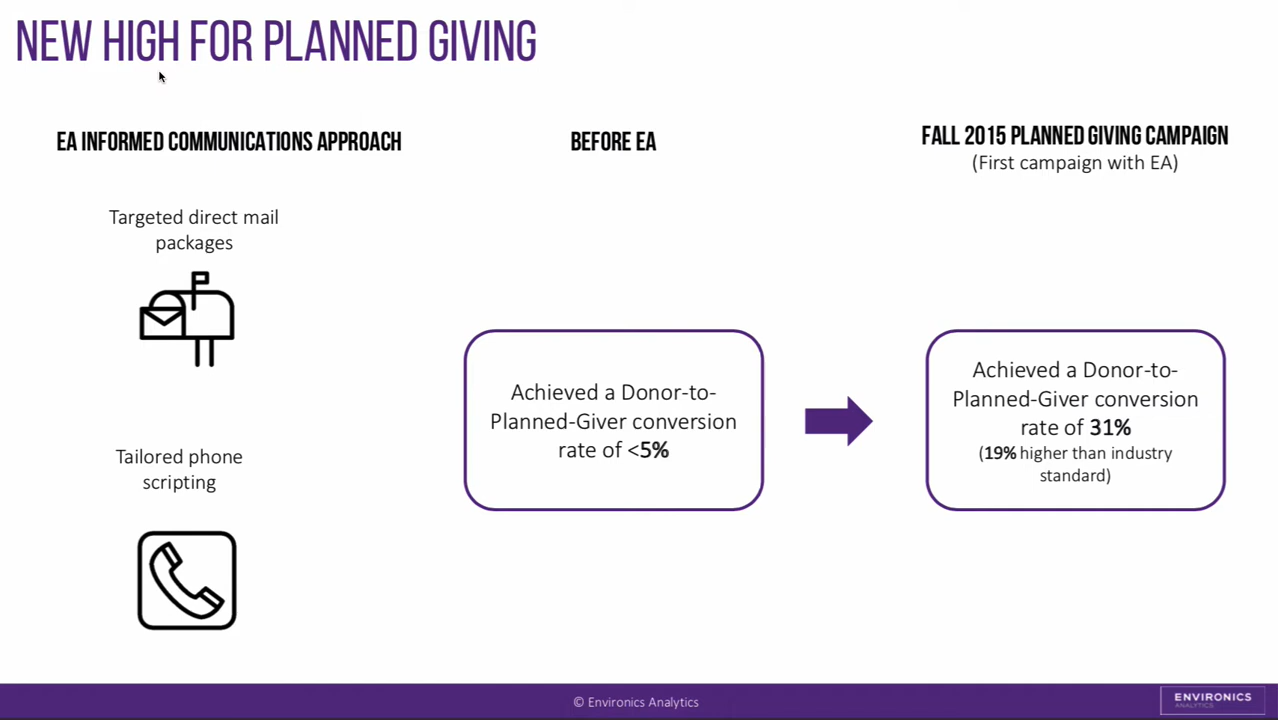 NEW HIGH FOR PLANNED GIVING
EA INFORMED COMMUNICATIONS APPROACH
Targeted direct mail
packages
Tailored phone
scripting
BEFORE EA
Achieved a Donor-to-
Planned-Giver conversion
rate of <5%
FALL 2015 PLANNED GIVING CAMPAIGN
(First campaign with EA)
Achieved a Donor-to-
Planned-Giver conversion
rate of 31%
(19% higher than industry
standard)
© Environics Analytics
ENVIRONICS
ANALYTICS